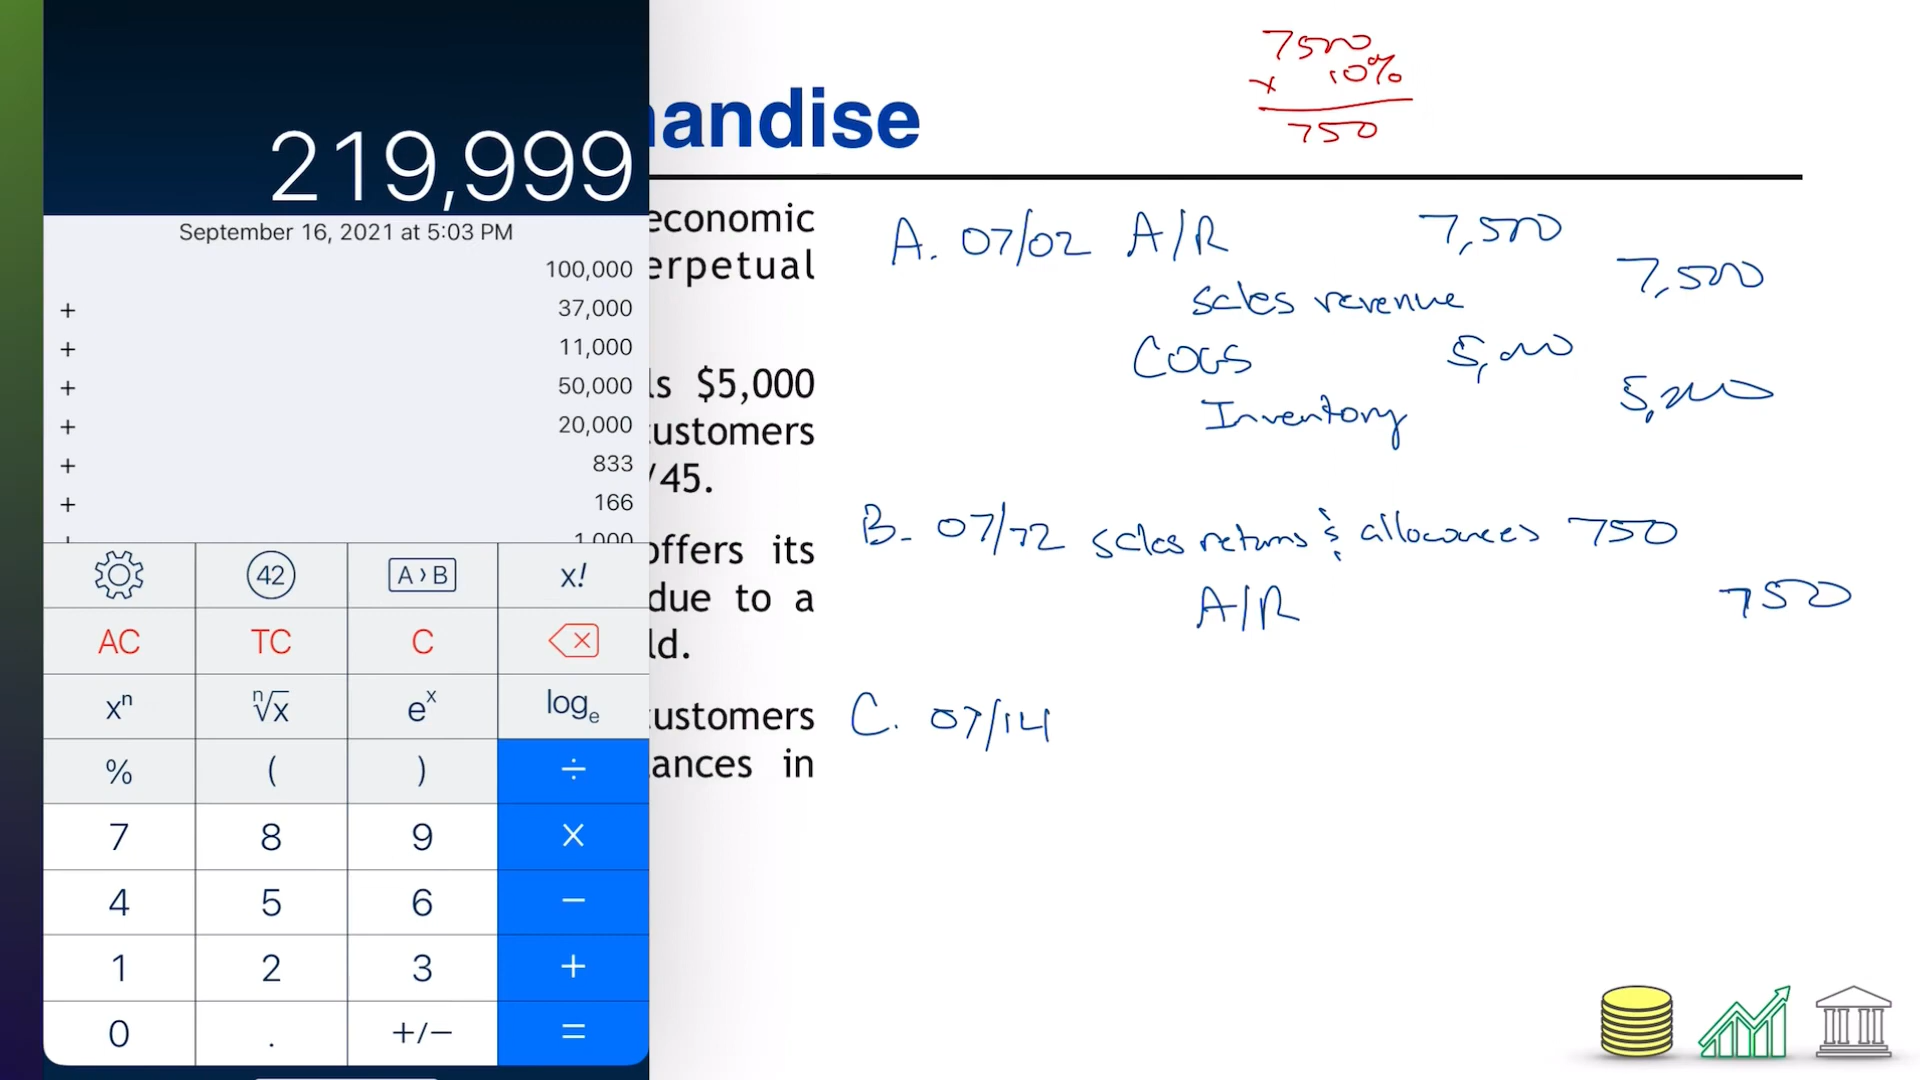 219,999
September 16, 2021 at 5:03 PM
100,000
+ 37,000
+ 11,000
+ 50,000
+ 20,000
+ 833
+ 166
+ 1,000
42 A›B x!
AC TC C
xⁿ ⁿ√x eˣ logₑ
% ( ) ÷
7 8 9 ×
4 5 6 −
1 2 3 +
0 . +/− =
andise
economic
erpetual
ls $5,000
ustomers
/45.
offers its
due to a
ld.
ustomers
ances in
7500
x 10%
750
A. 07/02 A/R 7,500
Sales revenue 7,500
COGS 5,000
Inventory 5,000
B. 07/12 Sales returns & allowances 750
A/R 750
C. 07/14